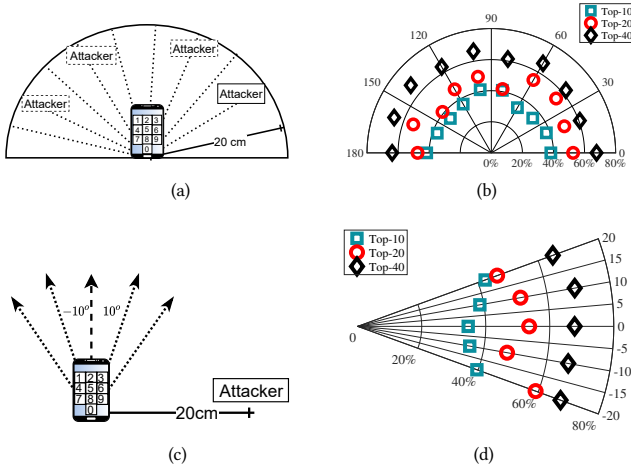 Attacker
Attacker
Attacker
Attacker
1 2 3
4 5 6
7 8 9
0
20 cm
(a)
Top-10
Top-20
Top-40
90
120
60
150
30
180
0
0%
20%
40%
60%
80%
(b)
−10º
10º
1 2 3
4 5 6
7 8 9
0
Attacker
20cm
(c)
Top-10
Top-20
Top-40
20
15
10
5
0
0
-5
-10
-15
-20
20%
40%
60%
80%
(d)